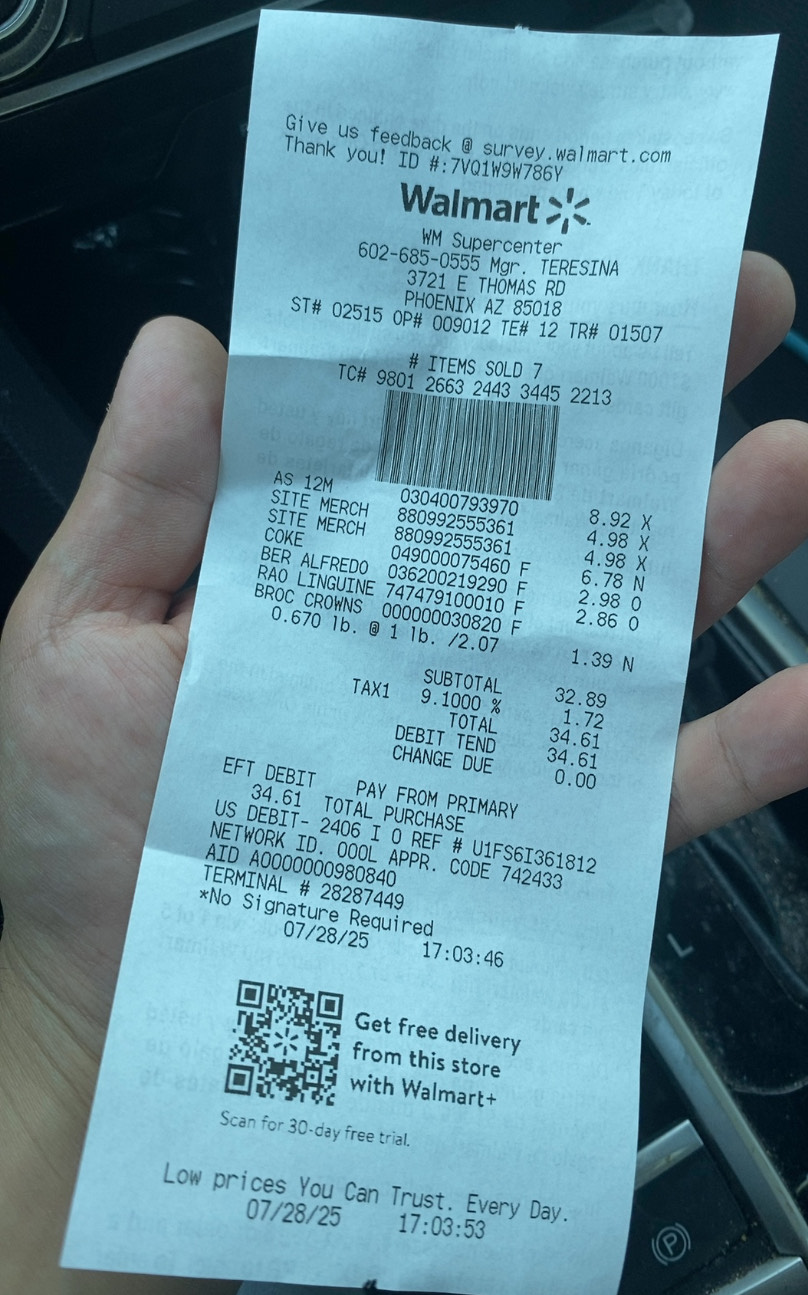 Give us feedback @ survey.walmart.com
Thank you! ID #:7VQ1W9W786Y
Walmart
WM Supercenter
602-685-0555 Mgr. TERESINA
3721 E THOMAS RD
PHOENIX AZ 85018
ST# 02515 OP# 009012 TE# 12 TR# 01507
# ITEMS SOLD 7
TC# 9801 2663 2443 3445 2213
AS 12M 030400793970 8.92 X
SITE MERCH 880992555361 4.98 X
SITE MERCH 880992555361 4.98 X
COKE 049000075460 F 6.78 N
BER ALFREDO 036200219290 F 2.98 O
RAO LINGUINE 747479100010 F 2.86 O
BROC CROWNS 000000030820 F
0.670 lb. @ 1 lb. /2.07 1.39 N
SUBTOTAL 32.89
TAX1 9.1000 % 1.72
TOTAL 34.61
DEBIT TEND 34.61
CHANGE DUE 0.00
EFT DEBIT PAY FROM PRIMARY
34.61 TOTAL PURCHASE
US DEBIT- 2406 I 0 REF # U1FS6I361812
NETWORK ID. 000L APPR. CODE 742433
AID A0000000980840
TERMINAL # 28287449
*No Signature Required
07/28/25 17:03:46
Get free delivery
from this store
with Walmart+
Scan for 30-day free trial.
Low prices You Can Trust. Every Day.
07/28/25 17:03:53
L
P